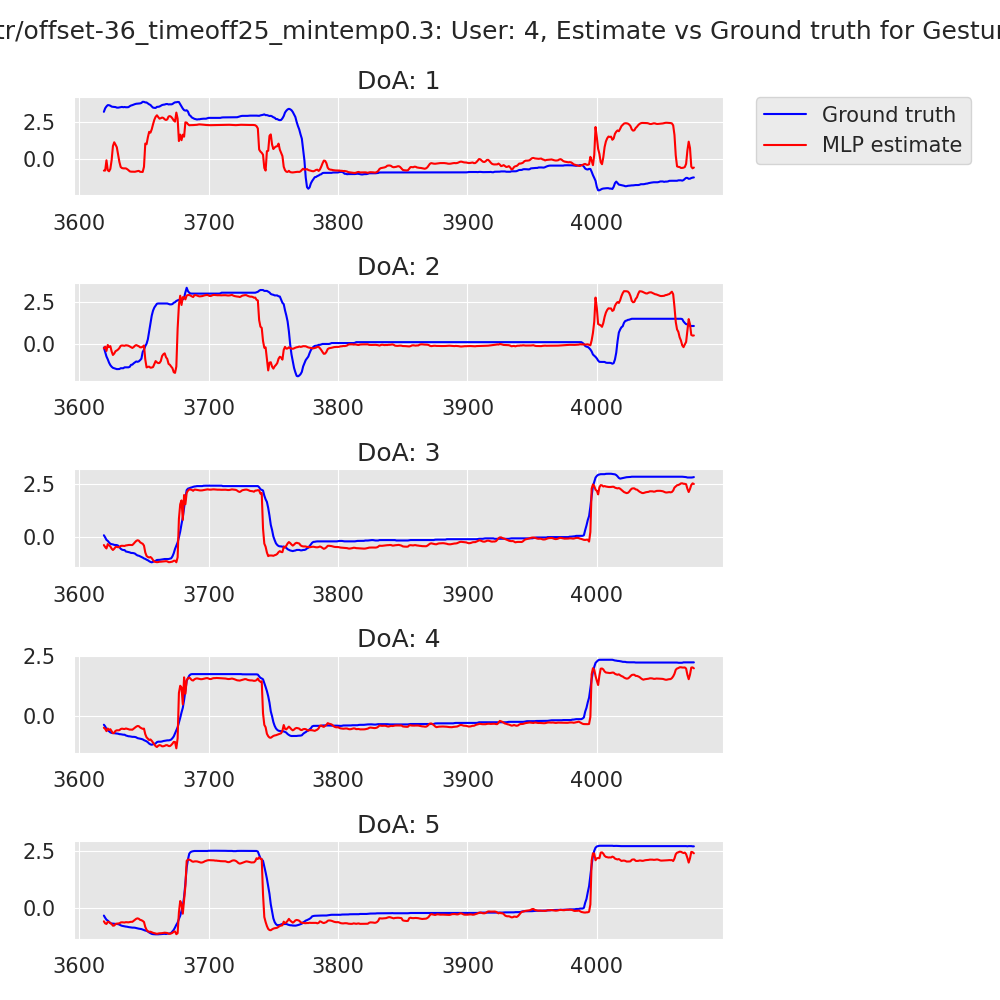 tr/offset-36_timeoff25_mintemp0.3: User: 4, Estimate vs Ground truth for Gestur
DoA: 1
Ground truth
MLP estimate
2.5
0.0
3600 3700 3800 3900 4000
DoA: 2
2.5
0.0
3600 3700 3800 3900 4000
DoA: 3
2.5
0.0
3600 3700 3800 3900 4000
DoA: 4
2.5
0.0
3600 3700 3800 3900 4000
DoA: 5
2.5
0.0
3600 3700 3800 3900 4000